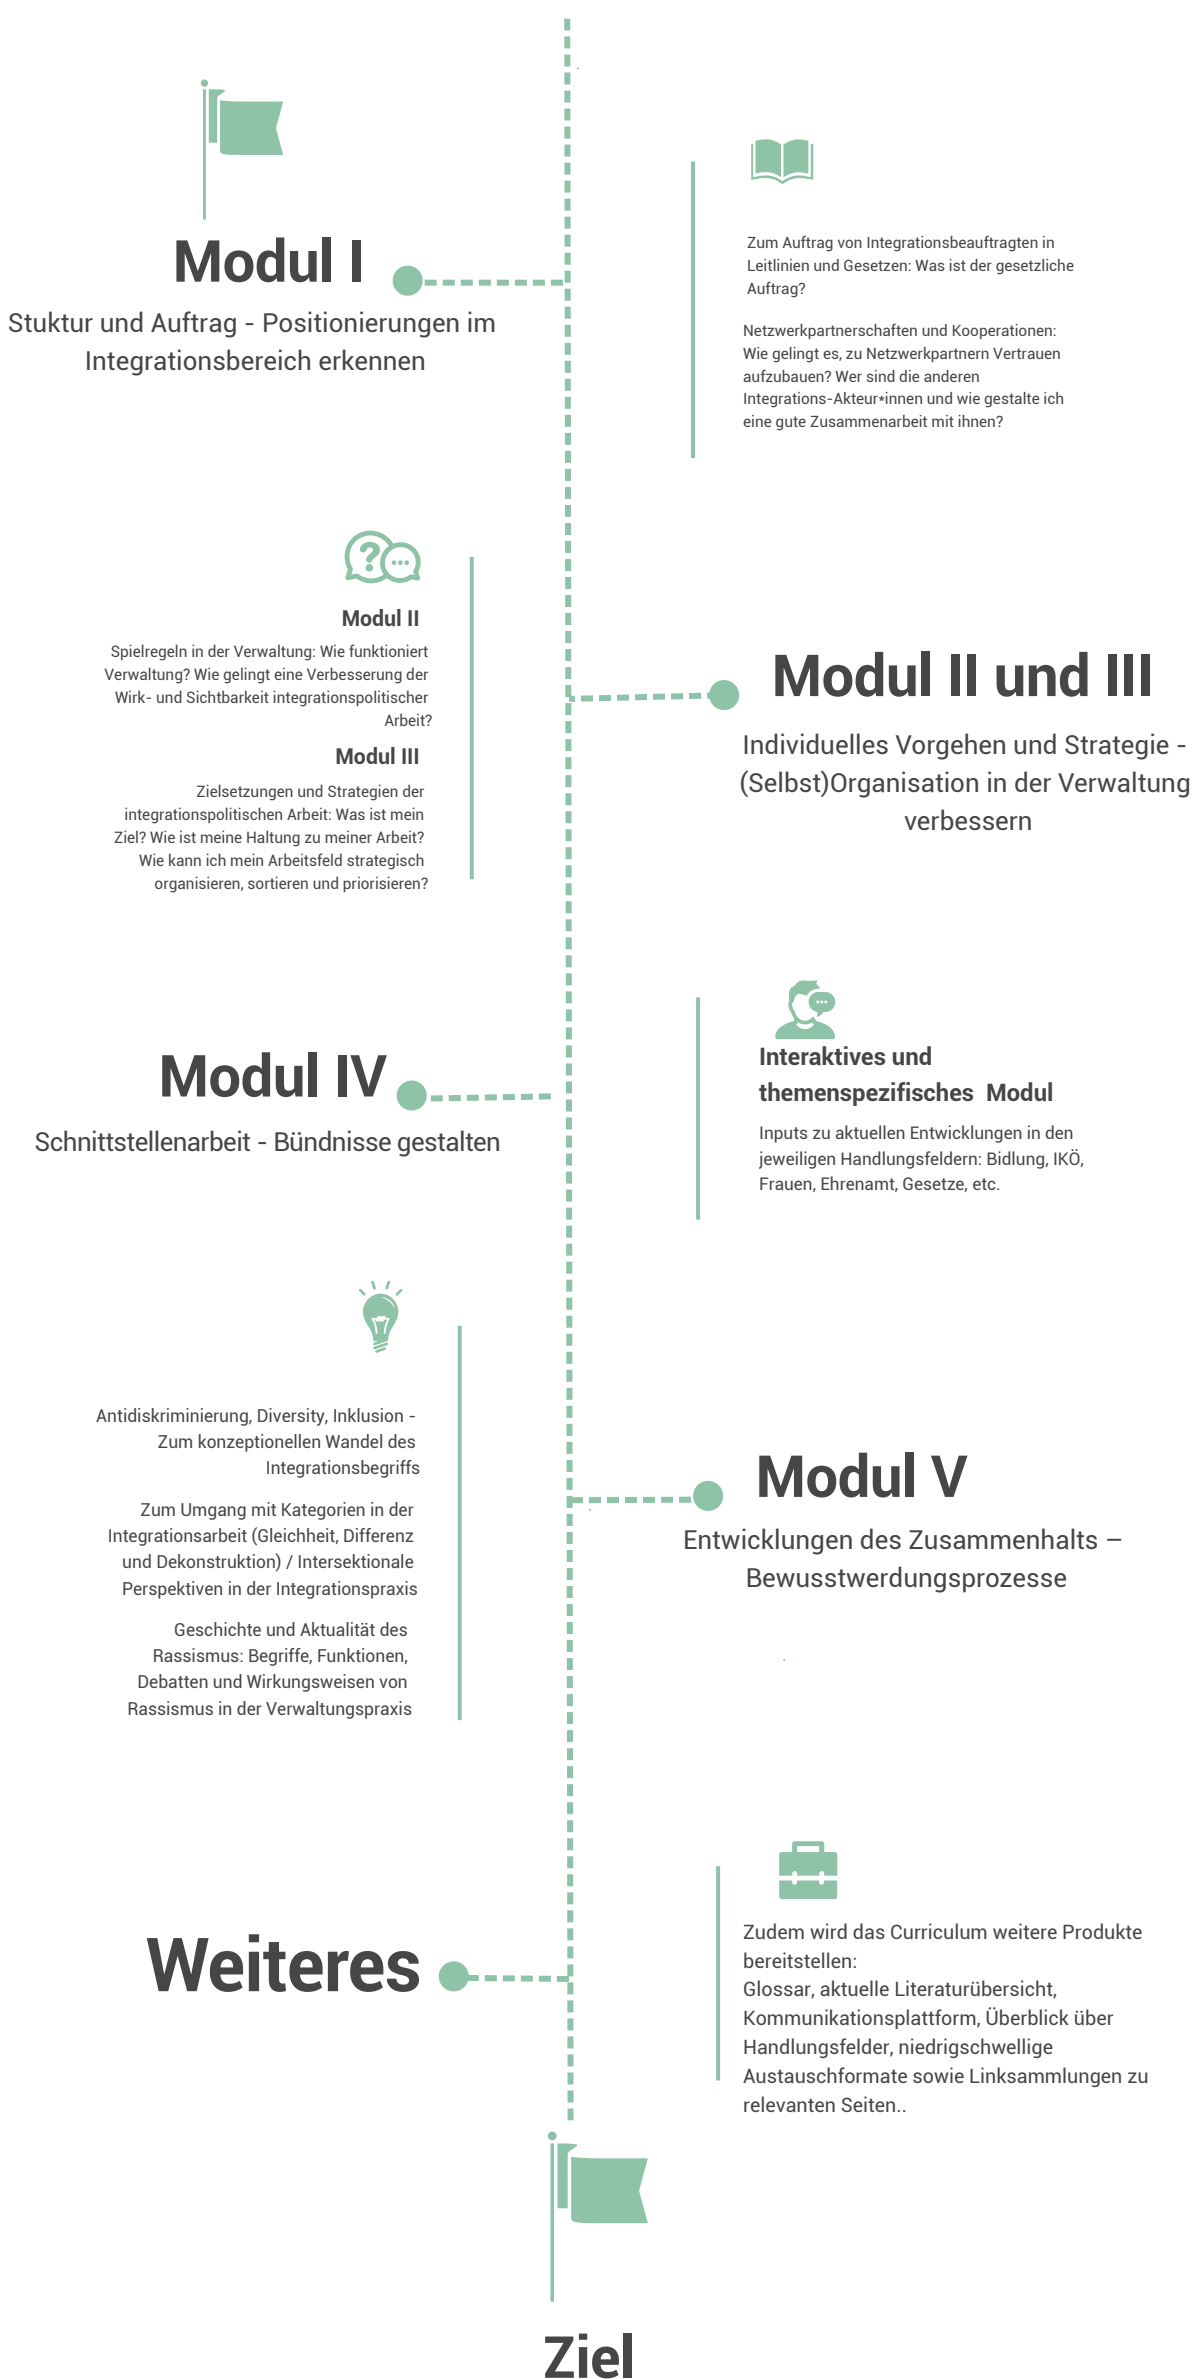 Modul I
Stuktur und Auftrag - Positionierungen im
Integrationsbereich erkennen
Zum Auftrag von Integrationsbeauftragten in
Leitlinien und Gesetzen: Was ist der gesetzliche
Auftrag?
Netzwerkpartnerschaften und Kooperationen:
Wie gelingt es, zu Netzwerkpartnern Vertrauen
aufzubauen? Wer sind die anderen
Integrations-Akteur*innen und wie gestalte ich
eine gute Zusammenarbeit mit ihnen?
Modul II
Spielregeln in der Verwaltung: Wie funktioniert
Verwaltung? Wie gelingt eine Verbesserung der
Wirk- und Sichtbarkeit integrationspolitischer
Arbeit?
Modul III
Zielsetzungen und Strategien der
integrationspolitischen Arbeit: Was ist mein
Ziel? Wie ist meine Haltung zu meiner Arbeit?
Wie kann ich mein Arbeitsfeld strategisch
organisieren, sortieren und priorisieren?
Modul II und III
Individuelles Vorgehen und Strategie -
(Selbst)Organisation in der Verwaltung
verbessern
Modul IV
Schnittstellenarbeit - Bündnisse gestalten
Interaktives und
themenspezifisches Modul
Inputs zu aktuellen Entwicklungen in den
jeweiligen Handlungsfeldern: Bidlung, IKÖ,
Frauen, Ehrenamt, Gesetze, etc.
Antidiskriminierung, Diversity, Inklusion -
Zum konzeptionellen Wandel des
Integrationsbegriffs
Zum Umgang mit Kategorien in der
Integrationsarbeit (Gleichheit, Differenz
und Dekonstruktion) / Intersektionale
Perspektiven in der Integrationspraxis
Geschichte und Aktualität des
Rassismus: Begriffe, Funktionen,
Debatten und Wirkungsweisen von
Rassismus in der Verwaltungspraxis
Modul V
Entwicklungen des Zusammenhalts –
Bewusstwerdungsprozesse
Weiteres
Zudem wird das Curriculum weitere Produkte
bereitstellen:
Glossar, aktuelle Literaturübersicht,
Kommunikationsplattform, Überblick über
Handlungsfelder, niedrigschwellige
Austauschformate sowie Linksammlungen zu
relevanten Seiten..
Ziel